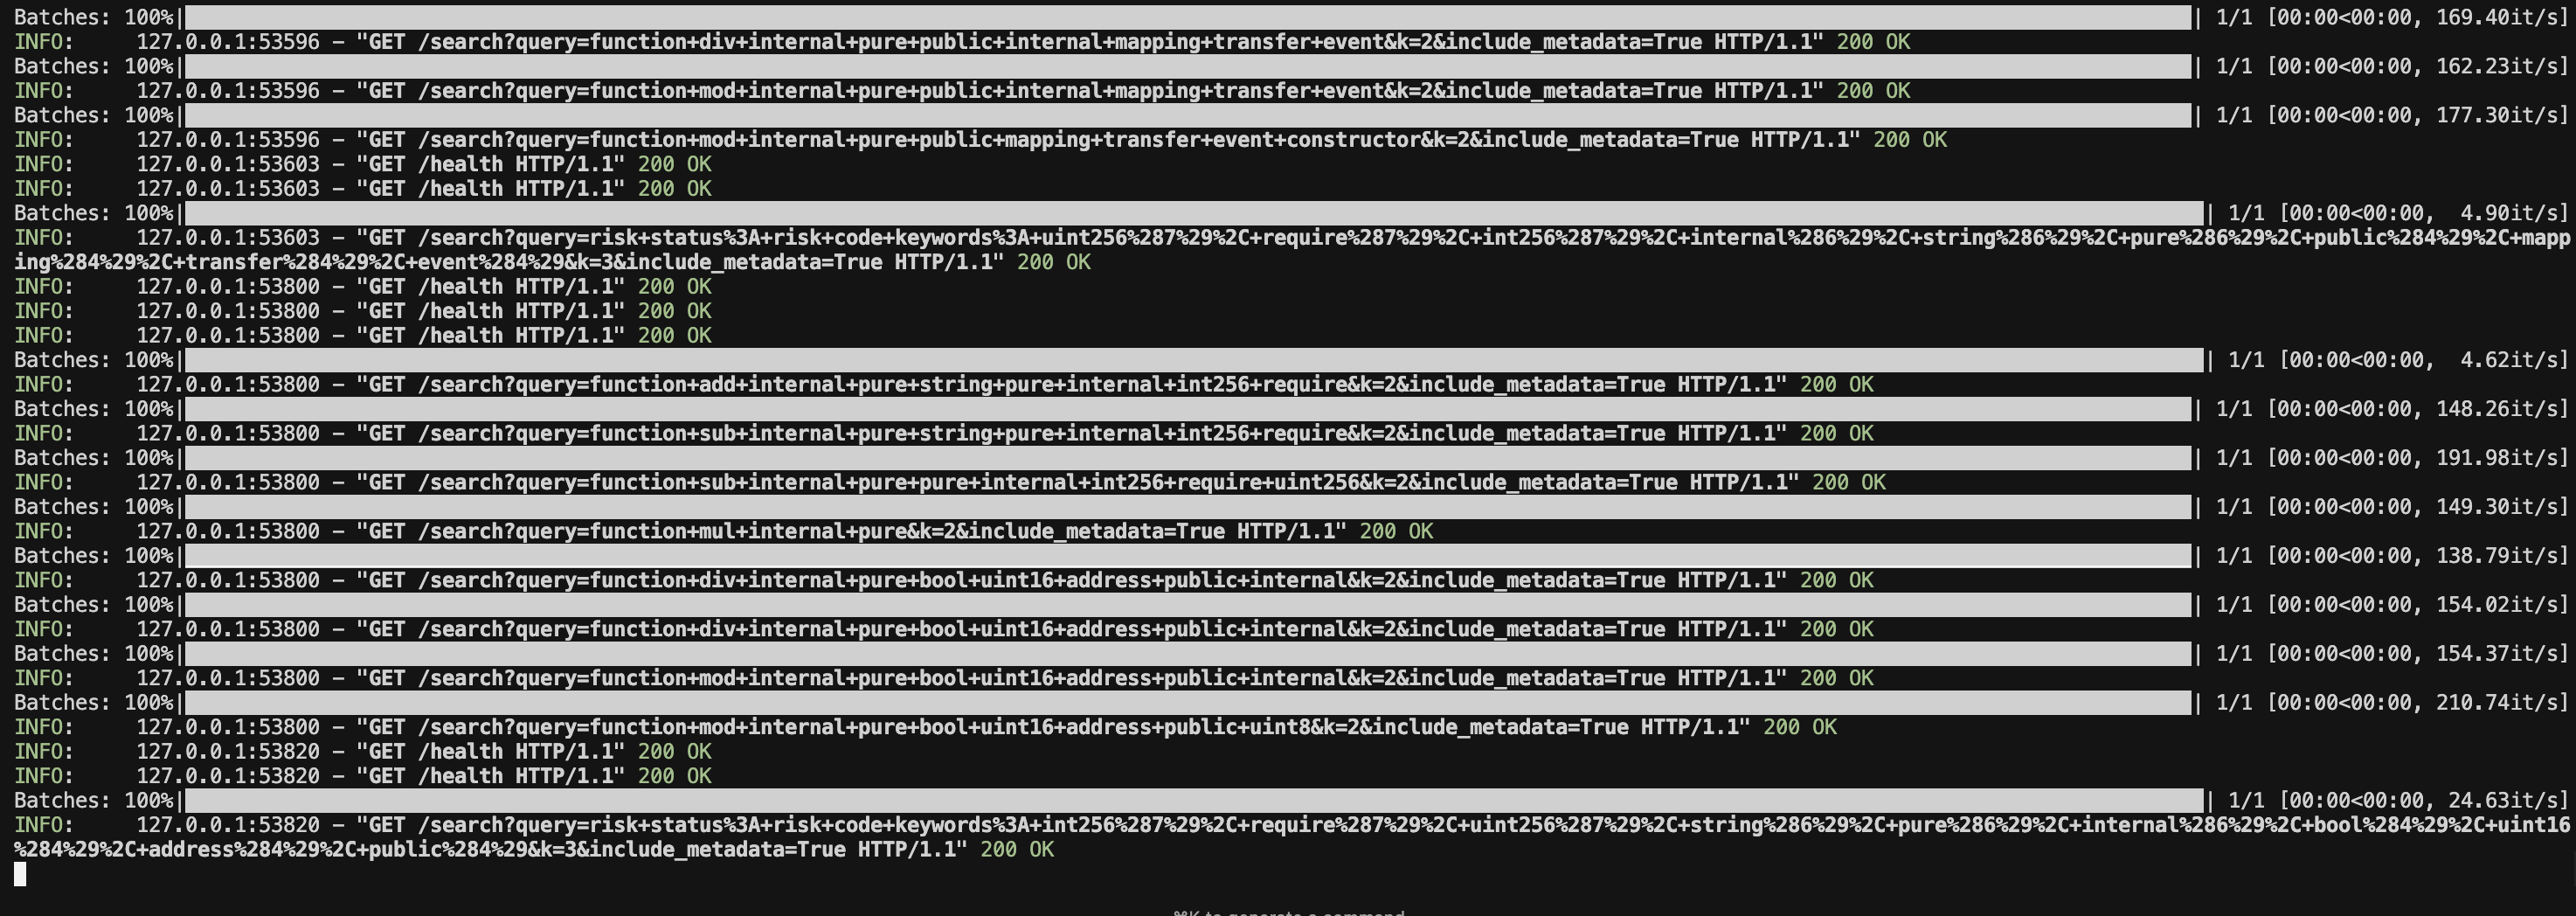 Batches: 100%| | 1/1 [00:00<00:00, 169.40it/s]
INFO: 127.0.0.1:53596 – "GET /search?query=function+div+internal+pure+public+internal+mapping+transfer+event&k=2&include_metadata=True HTTP/1.1" 200 OK
Batches: 100%| | 1/1 [00:00<00:00, 162.23it/s]
INFO: 127.0.0.1:53596 – "GET /search?query=function+mod+internal+pure+public+internal+mapping+transfer+event&k=2&include_metadata=True HTTP/1.1" 200 OK
Batches: 100%| | 1/1 [00:00<00:00, 177.30it/s]
INFO: 127.0.0.1:53596 – "GET /search?query=function+mod+internal+pure+public+mapping+transfer+event+constructor&k=2&include_metadata=True HTTP/1.1" 200 OK
INFO: 127.0.0.1:53603 – "GET /health HTTP/1.1" 200 OK
INFO: 127.0.0.1:53603 – "GET /health HTTP/1.1" 200 OK
Batches: 100%| | 1/1 [00:00<00:00, 4.90it/s]
INFO: 127.0.0.1:53603 – "GET /search?query=risk+status%3A+risk+code+keywords%3A+uint256%287%29%2C+require%287%29%2C+int256%287%29%2C+internal%286%29%2C+string%286%29%2C+pure%286%29%2C+public%284%29%2C+mapp
ing%284%29%2C+transfer%284%29%2C+event%284%29&k=3&include_metadata=True HTTP/1.1" 200 OK
INFO: 127.0.0.1:53800 – "GET /health HTTP/1.1" 200 OK
INFO: 127.0.0.1:53800 – "GET /health HTTP/1.1" 200 OK
INFO: 127.0.0.1:53800 – "GET /health HTTP/1.1" 200 OK
Batches: 100%| | 1/1 [00:00<00:00, 4.62it/s]
INFO: 127.0.0.1:53800 – "GET /search?query=function+add+internal+pure+string+pure+internal+int256+require&k=2&include_metadata=True HTTP/1.1" 200 OK
Batches: 100%| | 1/1 [00:00<00:00, 148.26it/s]
INFO: 127.0.0.1:53800 – "GET /search?query=function+sub+internal+pure+string+pure+internal+int256+require&k=2&include_metadata=True HTTP/1.1" 200 OK
Batches: 100%| | 1/1 [00:00<00:00, 191.98it/s]
INFO: 127.0.0.1:53800 – "GET /search?query=function+sub+internal+pure+pure+internal+int256+require+uint256&k=2&include_metadata=True HTTP/1.1" 200 OK
Batches: 100%| | 1/1 [00:00<00:00, 149.30it/s]
INFO: 127.0.0.1:53800 – "GET /search?query=function+mul+internal+pure&k=2&include_metadata=True HTTP/1.1" 200 OK
Batches: 100%| | 1/1 [00:00<00:00, 138.79it/s]
INFO: 127.0.0.1:53800 – "GET /search?query=function+div+internal+pure+bool+uint16+address+public+internal&k=2&include_metadata=True HTTP/1.1" 200 OK
Batches: 100%| | 1/1 [00:00<00:00, 154.02it/s]
INFO: 127.0.0.1:53800 – "GET /search?query=function+div+internal+pure+bool+uint16+address+public+internal&k=2&include_metadata=True HTTP/1.1" 200 OK
Batches: 100%| | 1/1 [00:00<00:00, 154.37it/s]
INFO: 127.0.0.1:53800 – "GET /search?query=function+mod+internal+pure+bool+uint16+address+public+internal&k=2&include_metadata=True HTTP/1.1" 200 OK
Batches: 100%| | 1/1 [00:00<00:00, 210.74it/s]
INFO: 127.0.0.1:53800 – "GET /search?query=function+mod+internal+pure+bool+uint16+address+public+uint8&k=2&include_metadata=True HTTP/1.1" 200 OK
INFO: 127.0.0.1:53820 – "GET /health HTTP/1.1" 200 OK
INFO: 127.0.0.1:53820 – "GET /health HTTP/1.1" 200 OK
Batches: 100%| | 1/1 [00:00<00:00, 24.63it/s]
INFO: 127.0.0.1:53820 – "GET /search?query=risk+status%3A+risk+code+keywords%3A+int256%287%29%2C+require%287%29%2C+uint256%287%29%2C+string%286%29%2C+pure%286%29%2C+internal%286%29%2C+bool%284%29%2C+uint16
%284%29%2C+address%284%29%2C+public%284%29&k=3&include_metadata=True HTTP/1.1" 200 OK
⌘K to generate a command